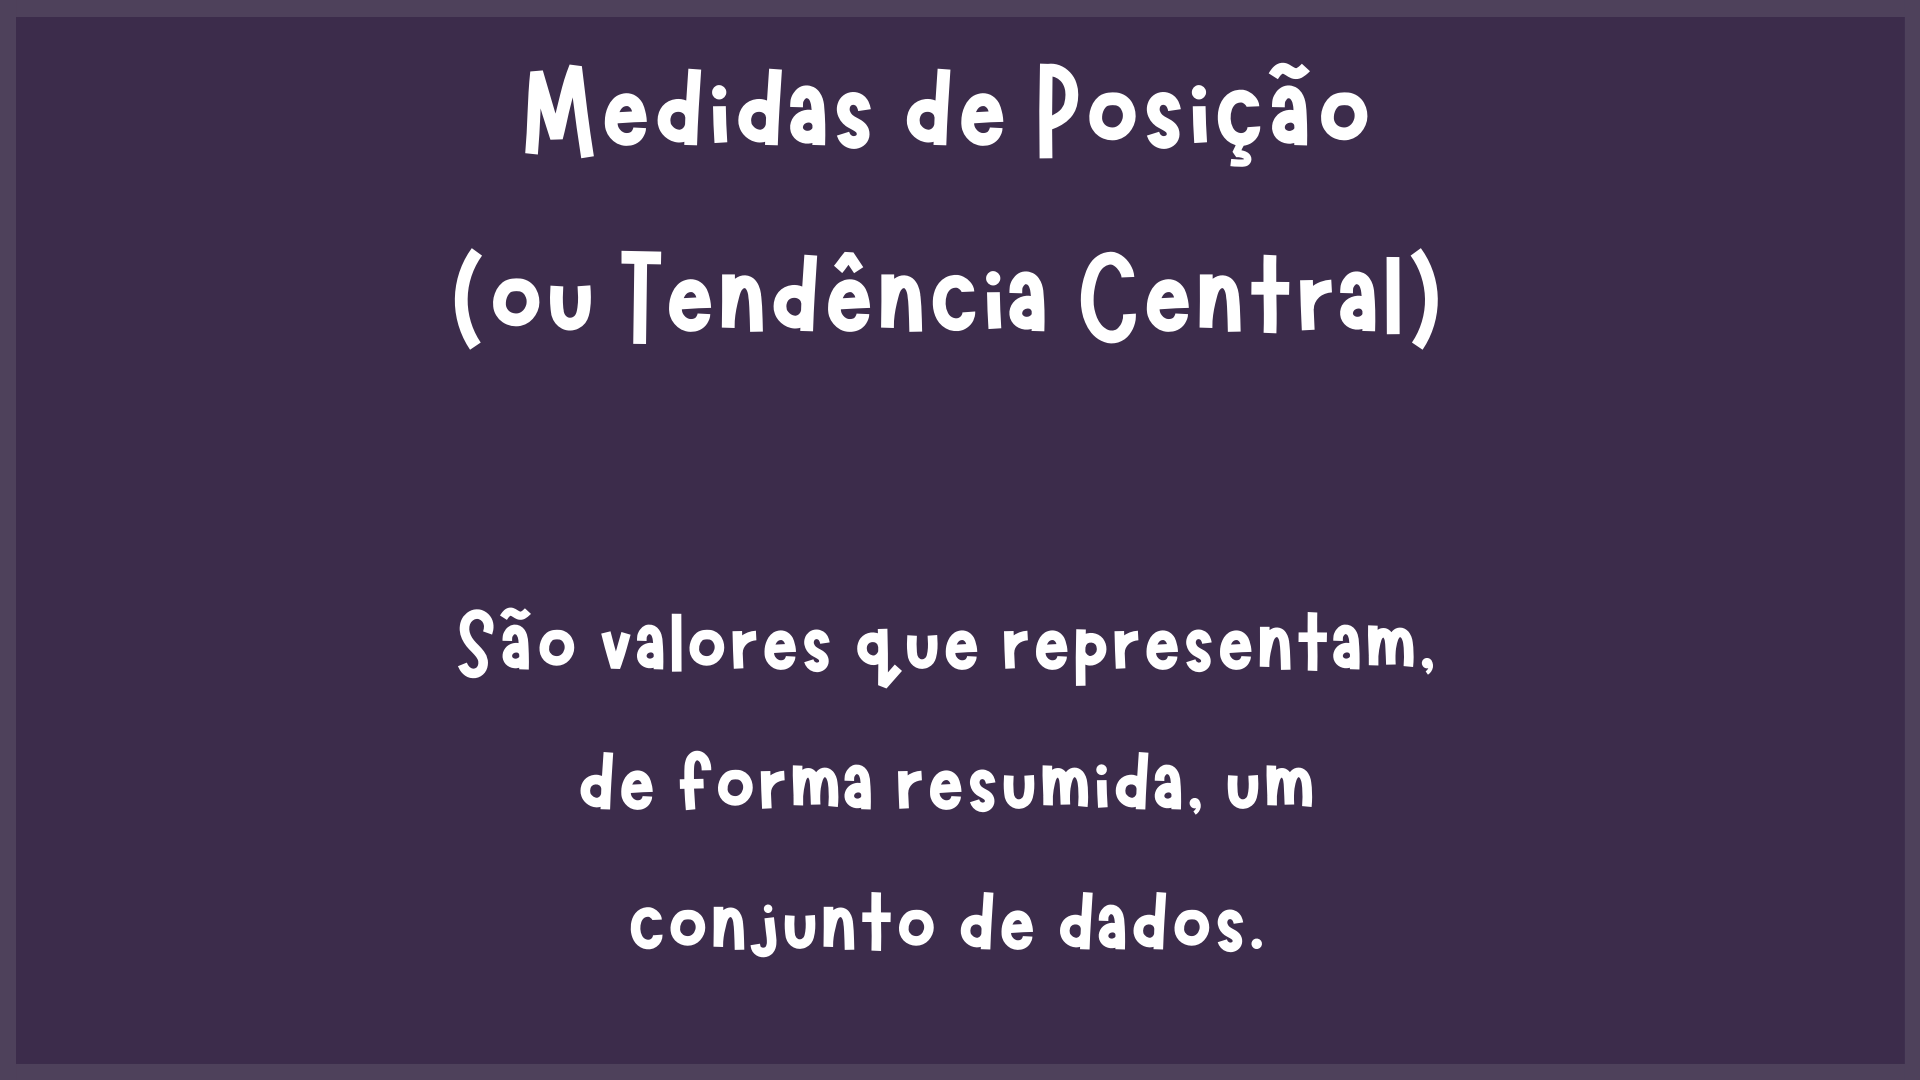 Medidas de Posição
(ou Tendência Central)
São valores que representam,
de forma resumida, um
conjunto de dados.